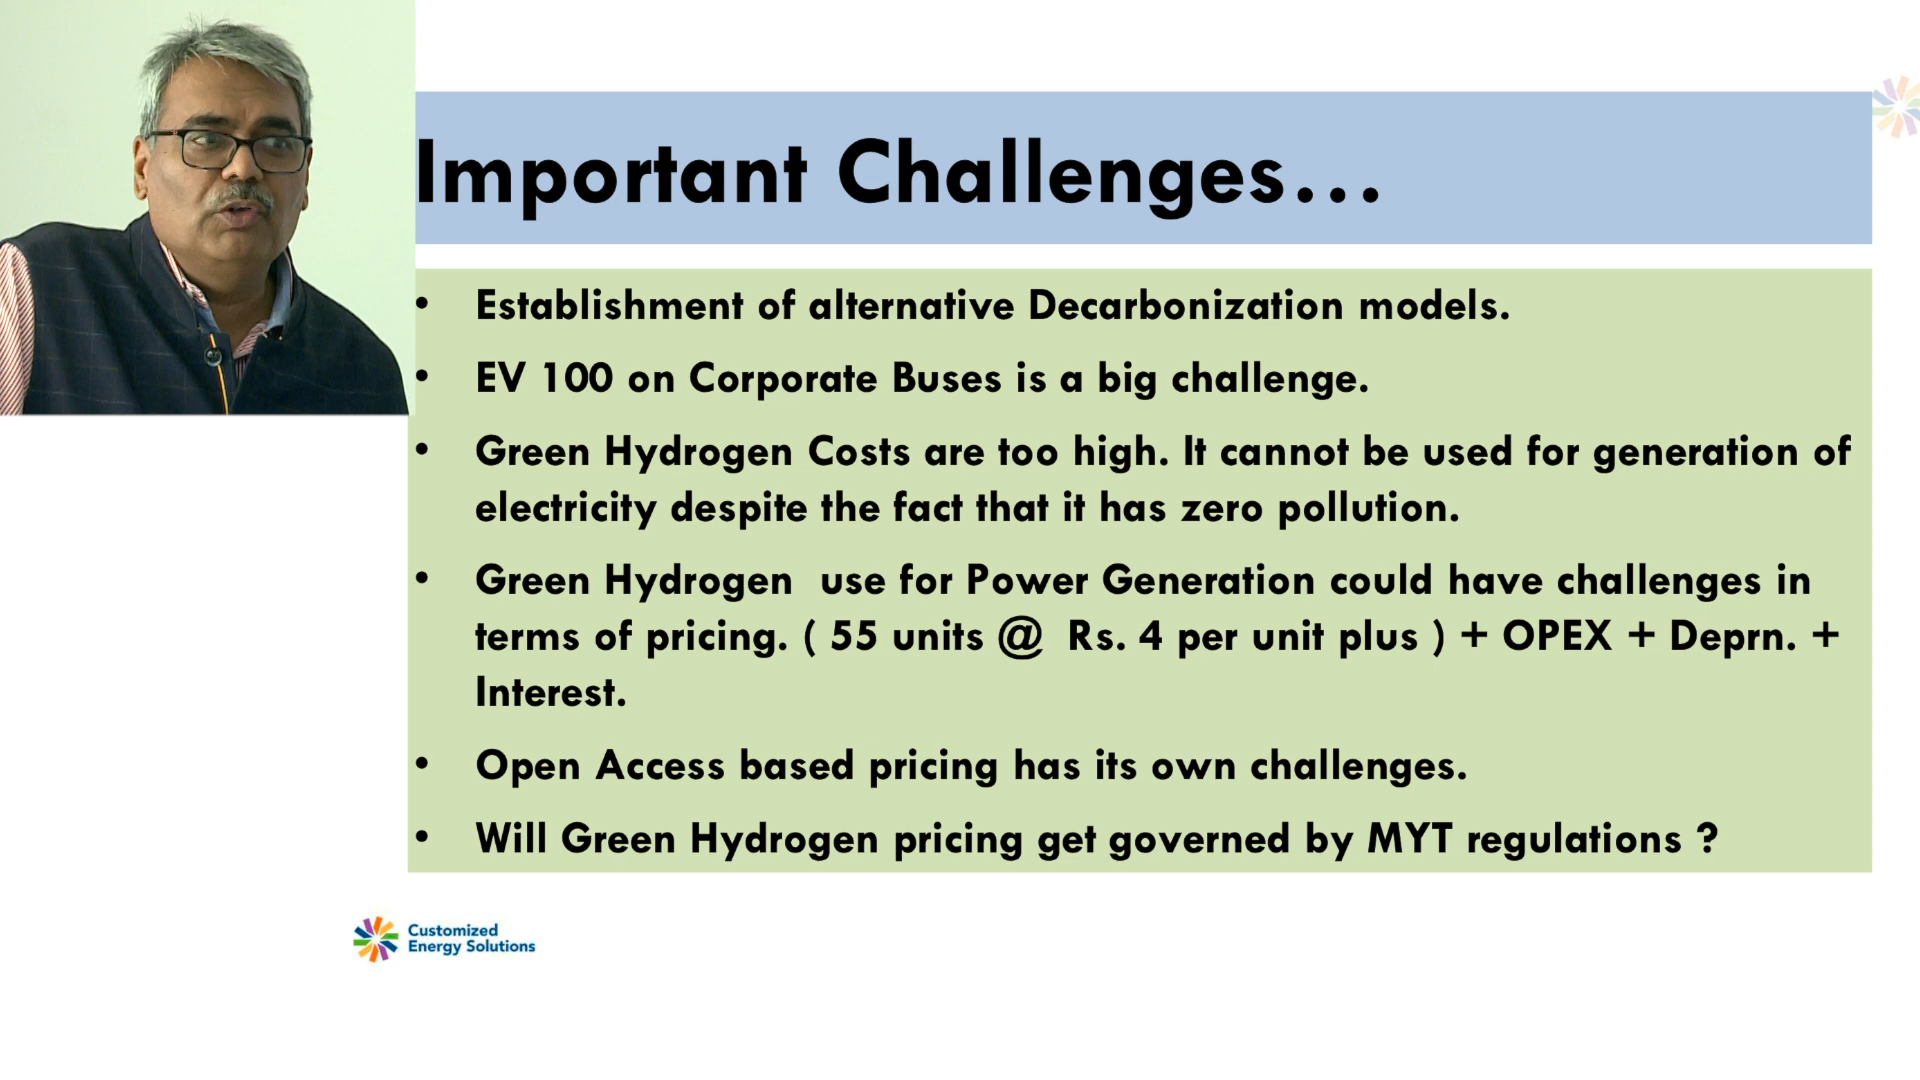 Important Challenges...
• Establishment of alternative Decarbonization models.
• EV 100 on Corporate Buses is a big challenge.
• Green Hydrogen Costs are too high. It cannot be used for generation of
electricity despite the fact that it has zero pollution.
• Green Hydrogen  use for Power Generation could have challenges in
terms of pricing. ( 55 units @  Rs. 4 per unit plus ) + OPEX + Deprn. +
Interest.
• Open Access based pricing has its own challenges.
• Will Green Hydrogen pricing get governed by MYT regulations ?
Customized
Energy Solutions